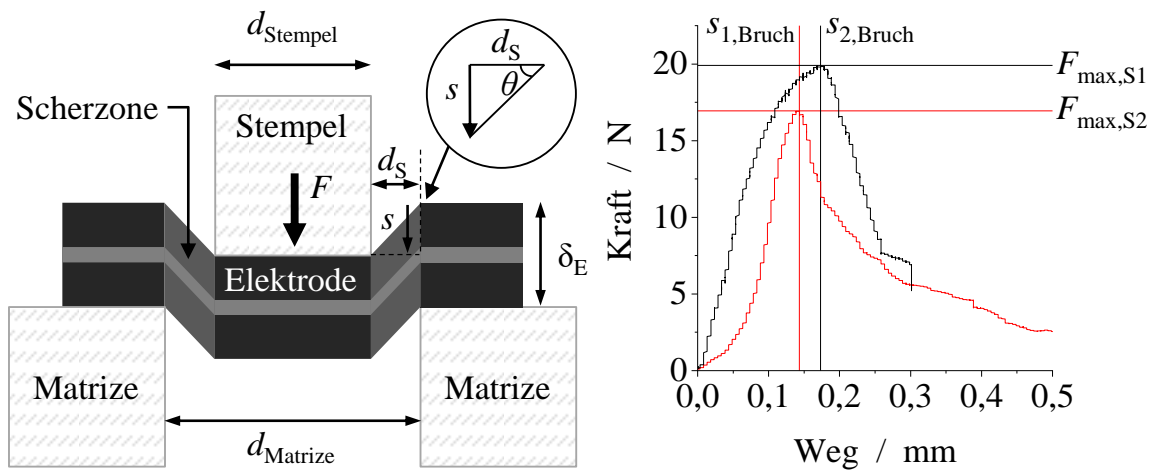 d_Stempel
Scherzone
Stempel
F
d_S
s
d_S
s
θ
δ_E
Elektrode
Matrize
Matrize
d_Matrize
s_1,Bruch
s_2,Bruch
F_max,S1
F_max,S2
Kraft / N
20
15
10
5
0
0,0
0,1
0,2
0,3
0,4
0,5
Weg / mm